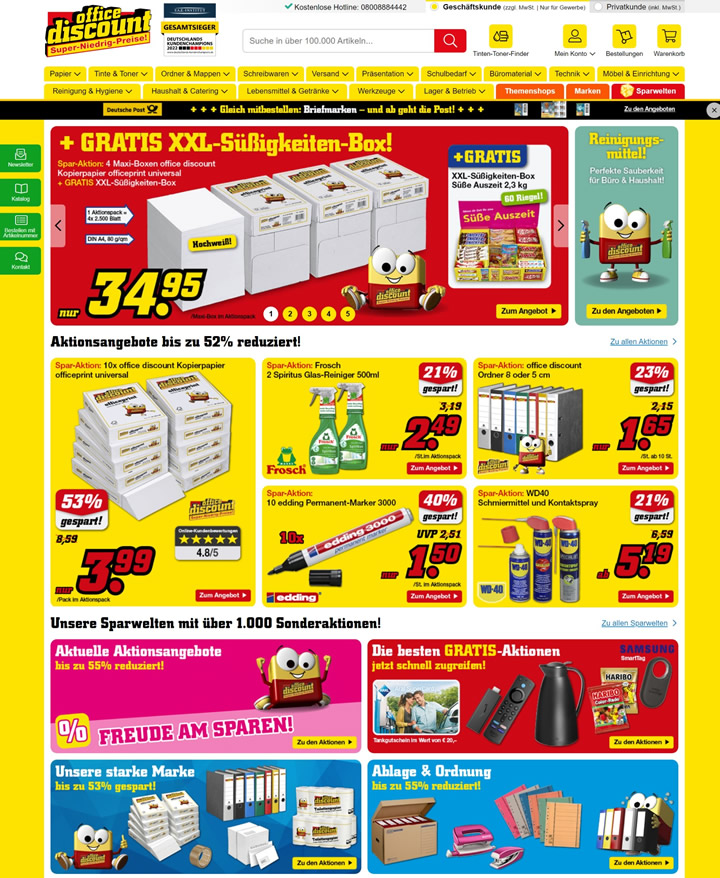 office discount
Super-Niedrig-Preise!
GESAMTSIEGER
DEUTSCHLANDS
KUNDENCHAMPIONS
2022
Kostenlose Hotline: 08008884442
Geschäftskunde (zzgl. MwSt. | Nur für Gewerbe)
Privatkunde (inkl. MwSt.)
Suche in über 100.000 Artikeln...
Tinten-Toner-Finder
Mein Konto
Bestellungen
Warenkorb
Papier
Tinte & Toner
Ordner & Mappen
Schreibwaren
Versand
Präsentation
Schulbedarf
Büromaterial
Technik
Möbel & Einrichtung
Reinigung & Hygiene
Haushalt & Catering
Lebensmittel & Getränke
Werkzeuge
Lager & Betrieb
Themenshops
Marken
Sparwelten
Deutsche Post
+ + + Gleich mitbestellen: Briefmarken – und ab geht die Post! + + +
Zu den Angeboten
Newsletter
Katalog
Bestellen mit
Artikelnummer
Kontakt
+ GRATIS XXL-Süßigkeiten-Box!
Spar-Aktion: 4 Maxi-Boxen office discount
Kopierpapier officeprint universal
+ GRATIS XXL-Süßigkeiten-Box
1 Aktionspack =
4x 2.500 Blatt
DIN A4, 80 g/qm
Hochweiß!
nur 34.95
/Maxi-Box im Aktionspack
1 2 3 4 5
+GRATIS
XXL-Süßigkeiten-Box
Süße Auszeit 2,3 kg
60 Riegel!
Süße Auszeit
Zum Angebot
Reinigungs-
mittel!
Perfekte Sauberkeit
für Büro & Haushalt!
Zu den Angeboten
Aktionsangebote bis zu 52% reduziert!
Zu allen Aktionen
Spar-Aktion: 10x office discount Kopierpapier
officeprint universal
53%
gespart!
8,59
nur 3.99
/Pack im Aktionspack
office discount
Super-Niedrig-Preise!
Online-Kundenbewertungen
4.8/5
Zum Angebot
Spar-Aktion: Frosch
2 Spiritus Glas-Reiniger 500ml
21%
gespart!
3,19
nur 2.49
/St.im Aktionspack
Frosch
Zum Angebot
Spar-Aktion: office discount
Ordner 8 oder 5 cm
23%
gespart!
2,15
nur 1.65
/St. ab 10 St.
Zum Angebot
Spar-Aktion:
10 edding Permanent-Marker 3000
40%
gespart!
10x
edding 3000
permanent marker
UVP 2,51
nur 1.50
/St. im Aktionspack
edding
Zum Angebot
Spar-Aktion: WD40
Schmiermittel und Kontaktspray
21%
gespart!
6,59
ab 5.19
WD-40
Zum Angebot
Unsere Sparwelten mit über 1.000 Sonderaktionen!
Zu allen Sparwelten
Aktuelle Aktionsangebote
bis zu 55% reduziert!
% FREUDE AM SPAREN!
Zu den Aktionen
Die besten GRATIS-Aktionen
jetzt schnell zugreifen!
SAMSUNG
SmartTag
HARIBO
HARIBO
Tankgutschein im Wert von € 20,-
Zu den Aktionen
Unsere starke Marke
bis zu 53% gespart!
Zu den Aktionen
Ablage & Ordnung
bis zu 55% reduziert!
Zu den Aktionen